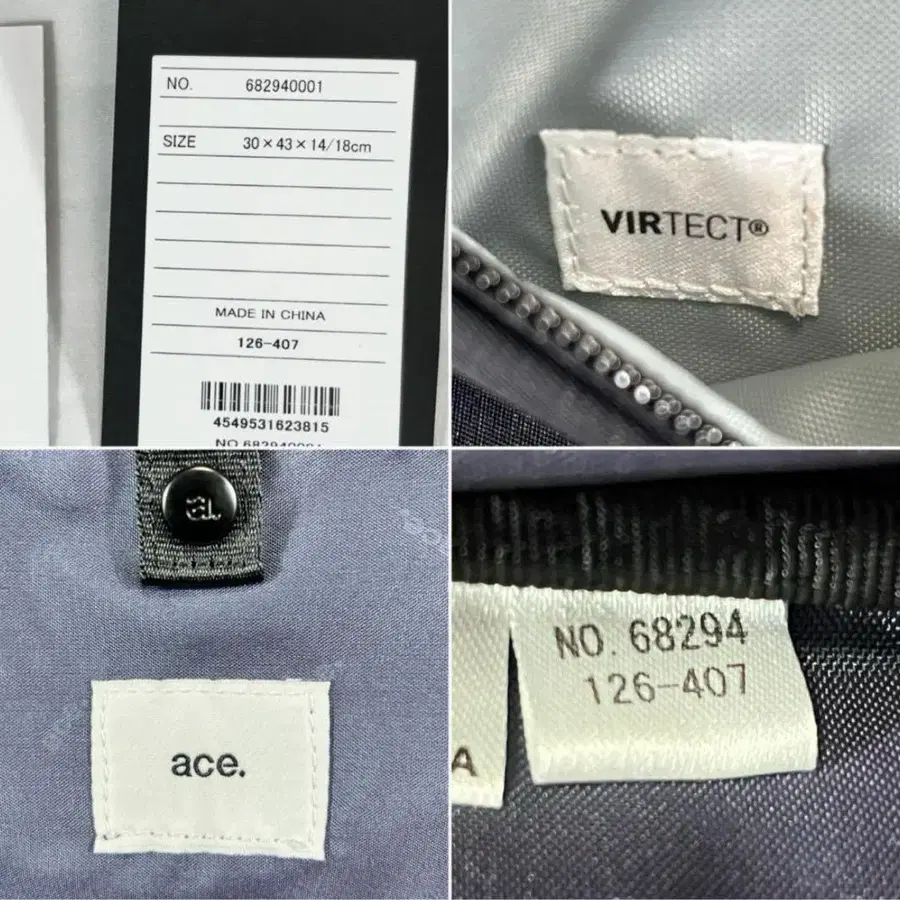 NO. 682940001
SIZE 30×43×14/18cm
MADE IN CHINA
126-407
4549531623815
VIRTECT®
ace.
NO. 68294
126-407
A